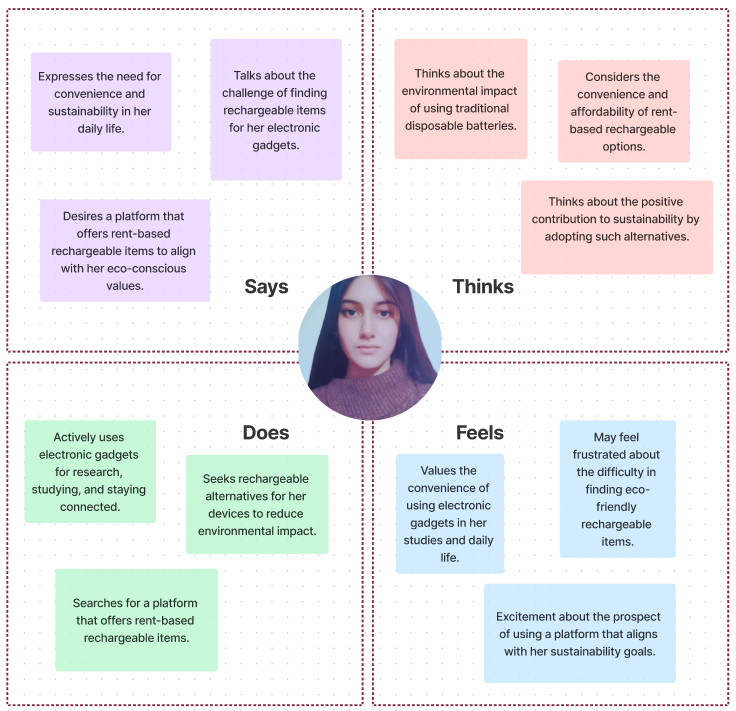 Expresses the need for
convenience and
sustainability in her
daily life.
Talks about the
challenge of finding
rechargeable items
for her electronic
gadgets.
Desires a platform that
offers rent-based
rechargeable items to align
with her eco-conscious
values.
Says
Thinks about the
environmental impact
of using traditional
disposable batteries.
Considers the
convenience and
affordability of rent-
based rechargeable
options.
Thinks about the positive
contribution to sustainability by
adopting such alternatives.
Thinks
Does
Actively uses
electronic gadgets
for research,
studying, and staying
connected.
Seeks rechargeable
alternatives for her
devices to reduce
environmental impact.
Searches for a platform
that offers rent-based
rechargeable items.
Feels
Values the
convenience of
using electronic
gadgets in her
studies and daily
life.
May feel
frustrated about
the difficulty in
finding eco-
friendly
rechargeable
items.
Excitement about the prospect
of using a platform that aligns
with her sustainability goals.